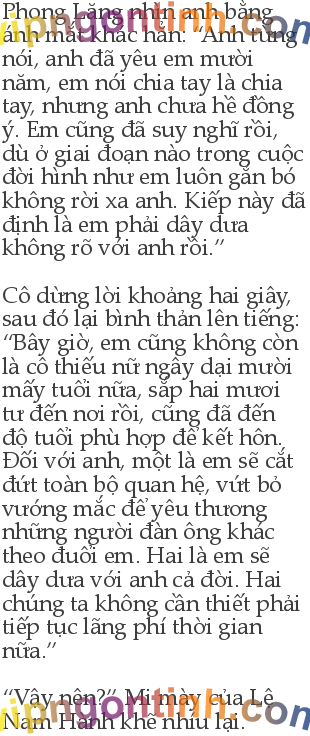 Phong Lăng nhìn anh bằng
ánh mắt khác hẳn: “Anh từng
nói, anh đã yêu em mười
năm, em nói chia tay là chia
tay, nhưng anh chưa hề đồng
ý. Em cũng đã suy nghĩ rồi,
dù ở giai đoạn nào trong cuộc
đời hình như em luôn gắn bó
không rời xa anh. Kiếp này đã
định là em phải dây dưa
không rõ với anh rồi.”
Cô dừng lời khoảng hai giây,
sau đó lại bình thản lên tiếng:
“Bây giờ, em cũng không còn
là cô thiếu nữ ngây dại mười
mấy tuổi nữa, sắp hai mươi
tư đến nơi rồi, cũng đã đến
độ tuổi phù hợp để kết hôn.
Đối với anh, một là em sẽ cắt
đứt toàn bộ quan hệ, vứt bỏ
vướng mắc để yêu thương
những người đàn ông khác
theo đuổi em. Hai là em sẽ
dây dưa với anh cả đời. Hai
chúng ta không cần thiết phải
tiếp tục lãng phí thời gian
nữa.”
“Vậy nên?” Mi mày của Lệ
Nam Hành khẽ nhíu lại.
vipngontinh.com
vipngontinh.com